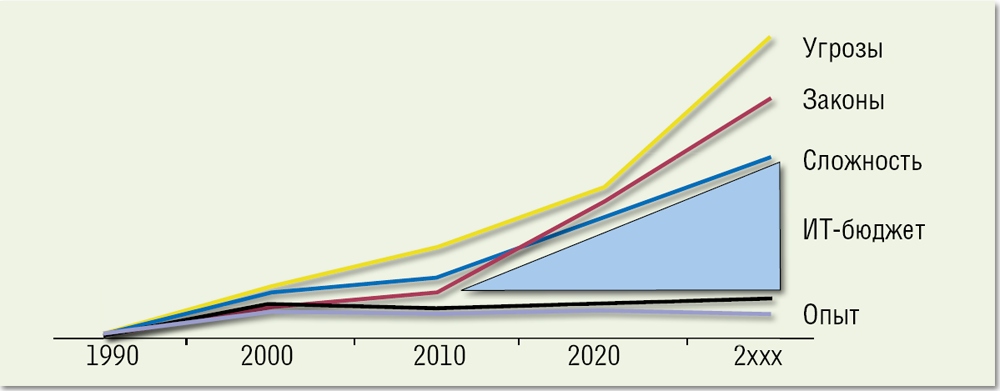 Угрозы
Законы
Сложность
ИТ-бюджет
Опыт
1990 2000 2010 2020 2xxx